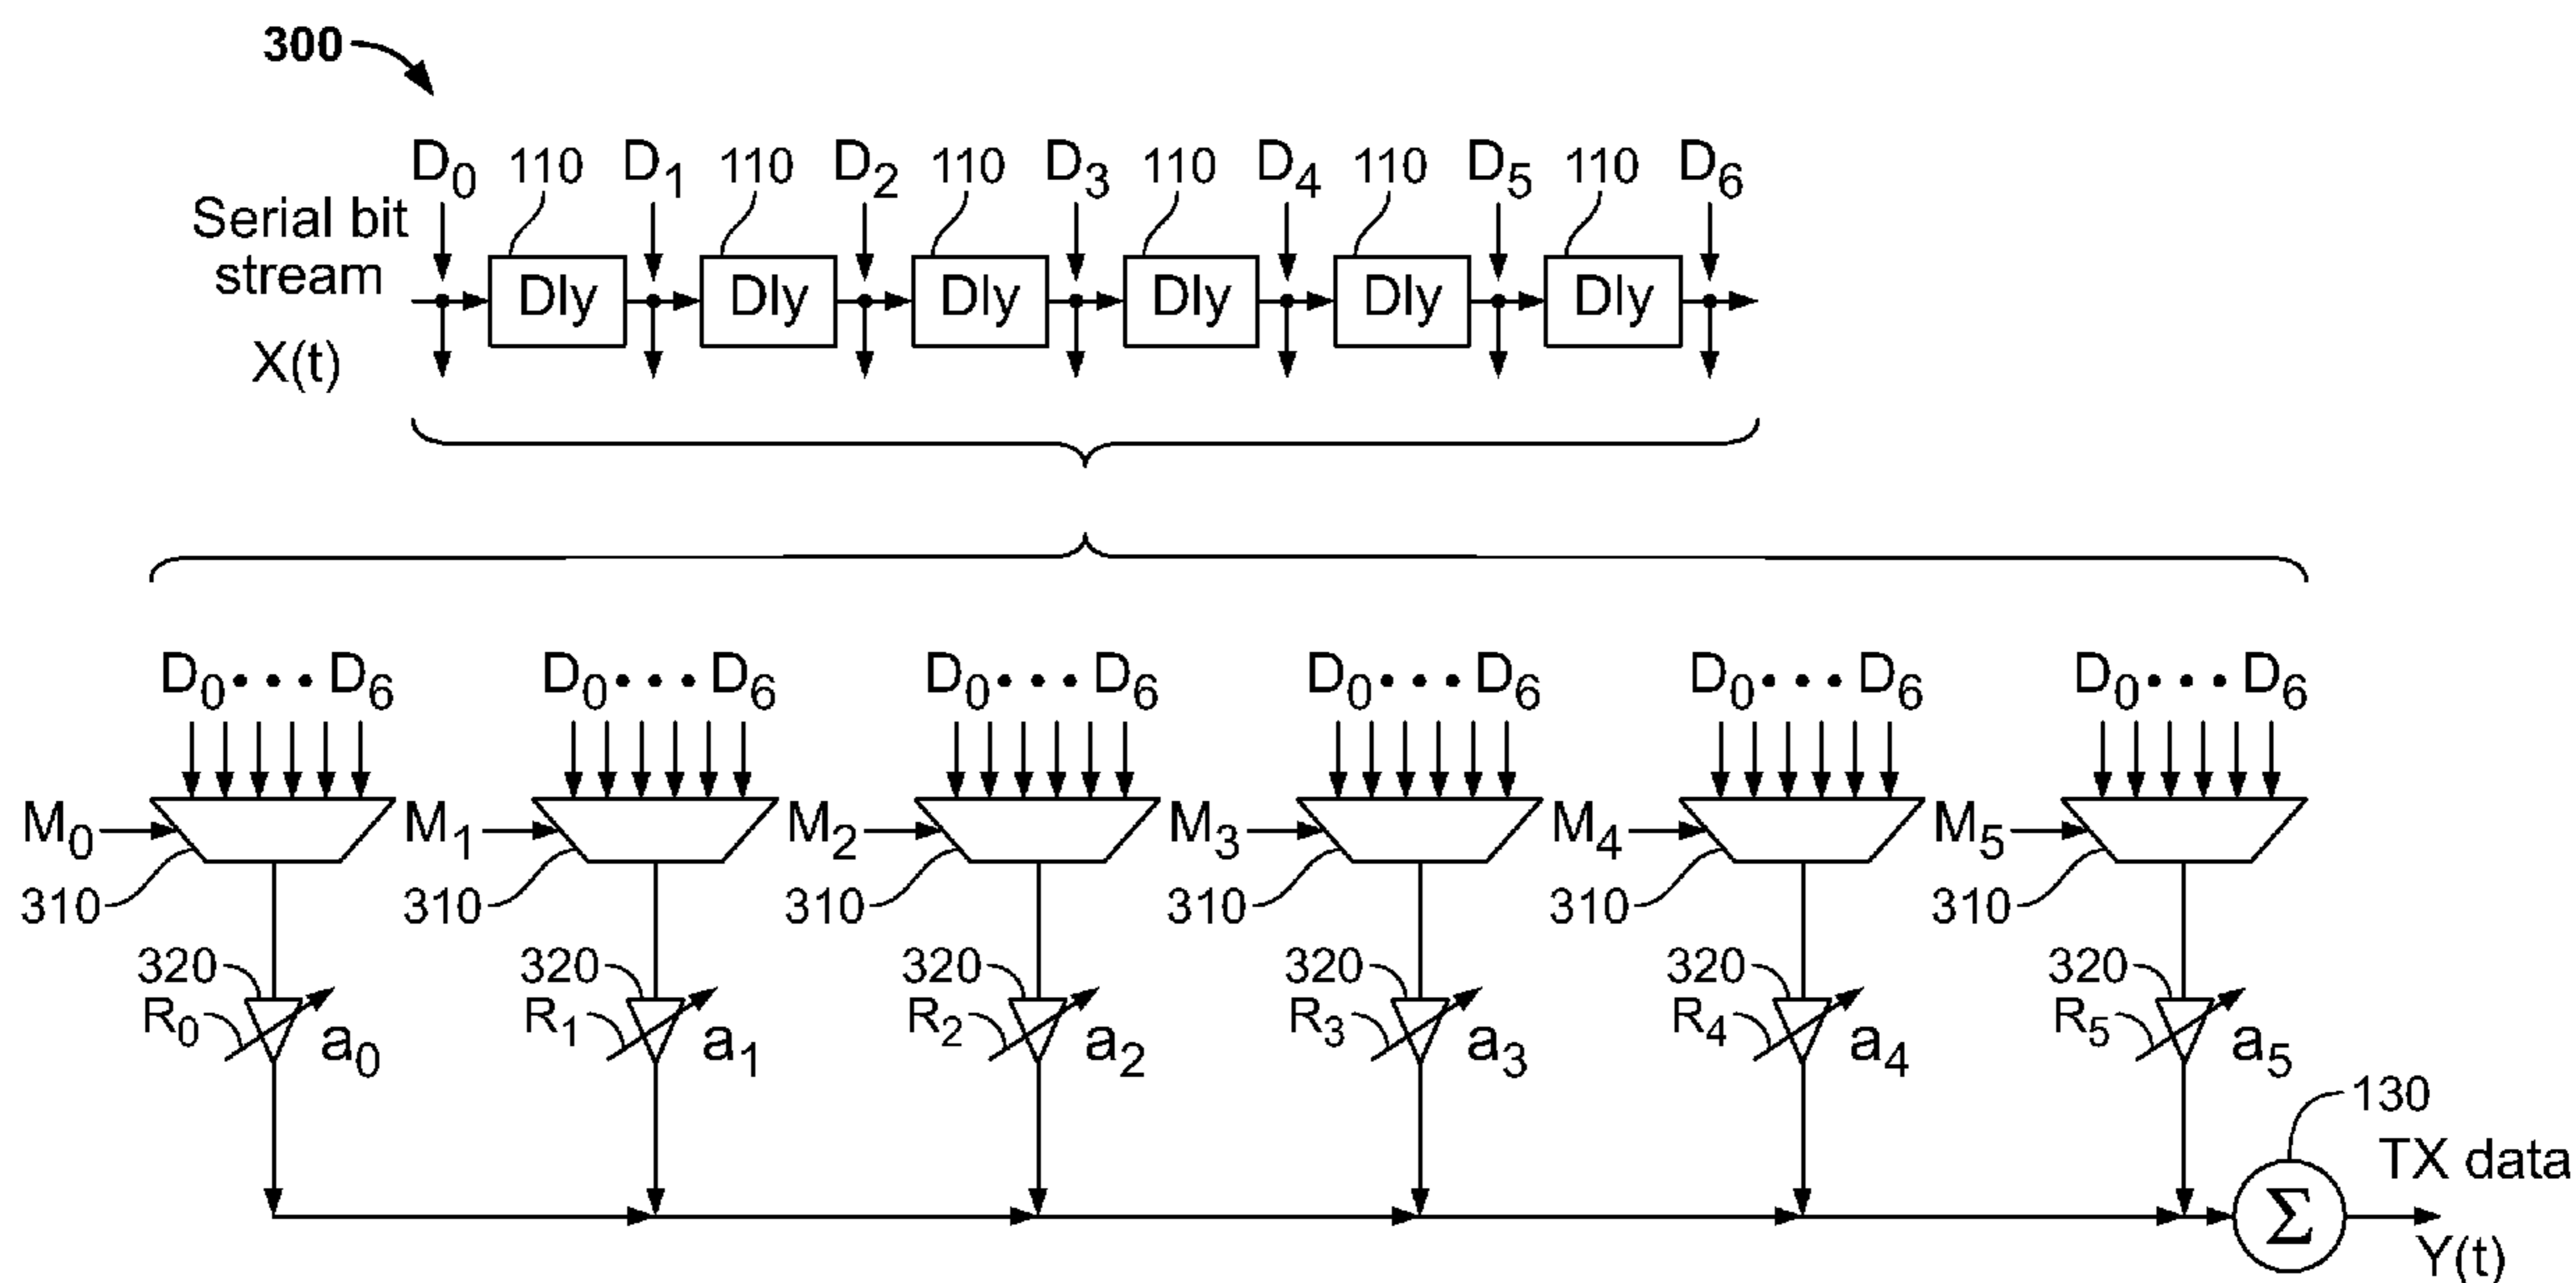 300
D₀ 110 D₁ 110 D₂ 110 D₃ 110 D₄ 110 D₅ 110 D₆
Serial bit
stream
X(t)
Dly Dly Dly Dly Dly Dly
D₀• • •D₆ D₀• • •D₆ D₀• • •D₆ D₀• • •D₆ D₀• • •D₆ D₀• • •D₆
M₀ M₁ M₂ M₃ M₄ M₅
310 310 310 310 310 310
320 320 320 320 320 320
R₀ R₁ R₂ R₃ R₄ R₅
a₀ a₁ a₂ a₃ a₄ a₅
130
TX data
Σ
Y(t)